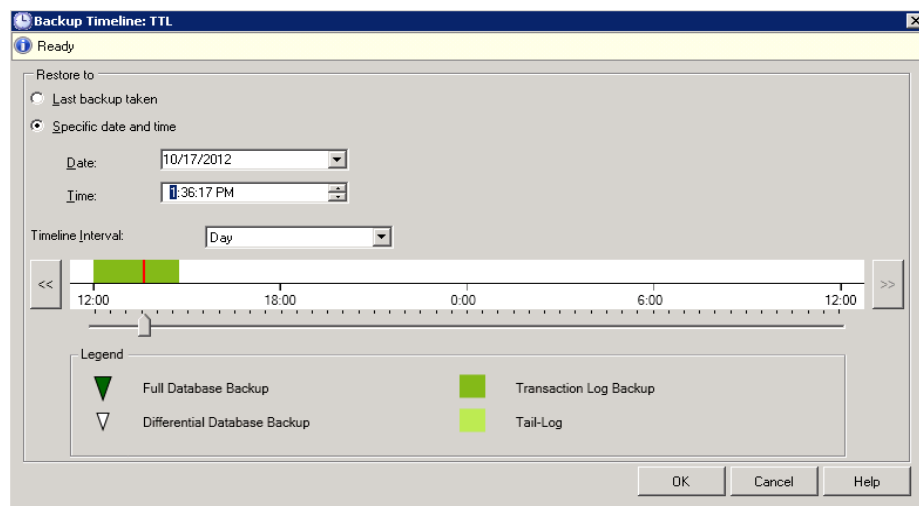 Backup Timeline: TTL
Ready
Restore to
Last backup taken
Specific date and time
Date: 10/17/2012
Time: 1:36:17 PM
Timeline Interval: Day
<< >>
12:00 18:00 0:00 6:00 12:00
Legend
Full Database Backup Transaction Log Backup
Differential Database Backup Tail-Log
OK Cancel Help